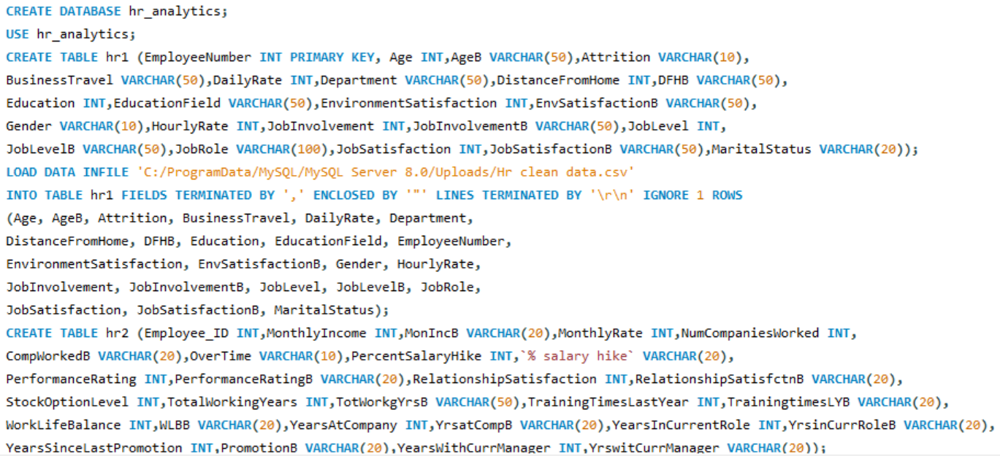 CREATE DATABASE hr_analytics;
USE hr_analytics;
CREATE TABLE hr1 (EmployeeNumber INT PRIMARY KEY, Age INT,AgeB VARCHAR(50),Attrition VARCHAR(10),
BusinessTravel VARCHAR(50),DailyRate INT,Department VARCHAR(50),DistanceFromHome INT,DFHB VARCHAR(50),
Education INT,EducationField VARCHAR(50),EnvironmentSatisfaction INT,EnvSatisfactionB VARCHAR(50),
Gender VARCHAR(10),HourlyRate INT,JobInvolvement INT,JobInvolvementB VARCHAR(50),JobLevel INT,
JobLevelB VARCHAR(50),JobRole VARCHAR(100),JobSatisfaction INT,JobSatisfactionB VARCHAR(50),MaritalStatus VARCHAR(20));
LOAD DATA INFILE 'C:/ProgramData/MySQL/MySQL Server 8.0/Uploads/Hr clean data.csv'
INTO TABLE hr1 FIELDS TERMINATED BY ',' ENCLOSED BY '"' LINES TERMINATED BY '\r\n' IGNORE 1 ROWS
(Age, AgeB, Attrition, BusinessTravel, DailyRate, Department,
DistanceFromHome, DFHB, Education, EducationField, EmployeeNumber,
EnvironmentSatisfaction, EnvSatisfactionB, Gender, HourlyRate,
JobInvolvement, JobInvolvementB, JobLevel, JobLevelB, JobRole,
JobSatisfaction, JobSatisfactionB, MaritalStatus);
CREATE TABLE hr2 (Employee_ID INT,MonthlyIncome INT,MonIncB VARCHAR(20),MonthlyRate INT,NumCompaniesWorked INT,
CompWorkedB VARCHAR(20),OverTime VARCHAR(10),PercentSalaryHike INT,`% salary hike` VARCHAR(20),
PerformanceRating INT,PerformanceRatingB VARCHAR(20),RelationshipSatisfaction INT,RelationshipSatisfctnB VARCHAR(20),
StockOptionLevel INT,TotalWorkingYears INT,TotWorkgYrsB VARCHAR(50),TrainingTimesLastYear INT,TrainingtimesLYB VARCHAR(20),
WorkLifeBalance INT,WLBB VARCHAR(20),YearsAtCompany INT,YrsatCompB VARCHAR(20),YearsInCurrentRole INT,YrsinCurrRoleB VARCHAR(20),
YearsSinceLastPromotion INT,PromotionB VARCHAR(20),YearsWithCurrManager INT,YrswitCurrManager VARCHAR(20));